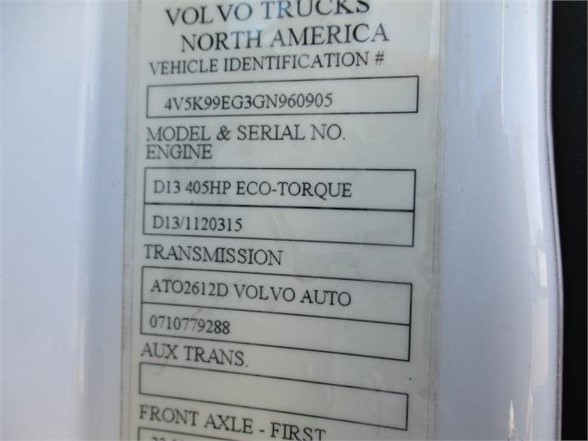 VOLVO TRUCKS
NORTH AMERICA
VEHICLE IDENTIFICATION #
4V5K99EG3GN960905
MODEL & SERIAL NO.
ENGINE
D13 405HP ECO-TORQUE
D13/1120315
TRANSMISSION
ATO2612D VOLVO AUTO
0710779288
AUX TRANS.
FRONT AXLE - FIRST